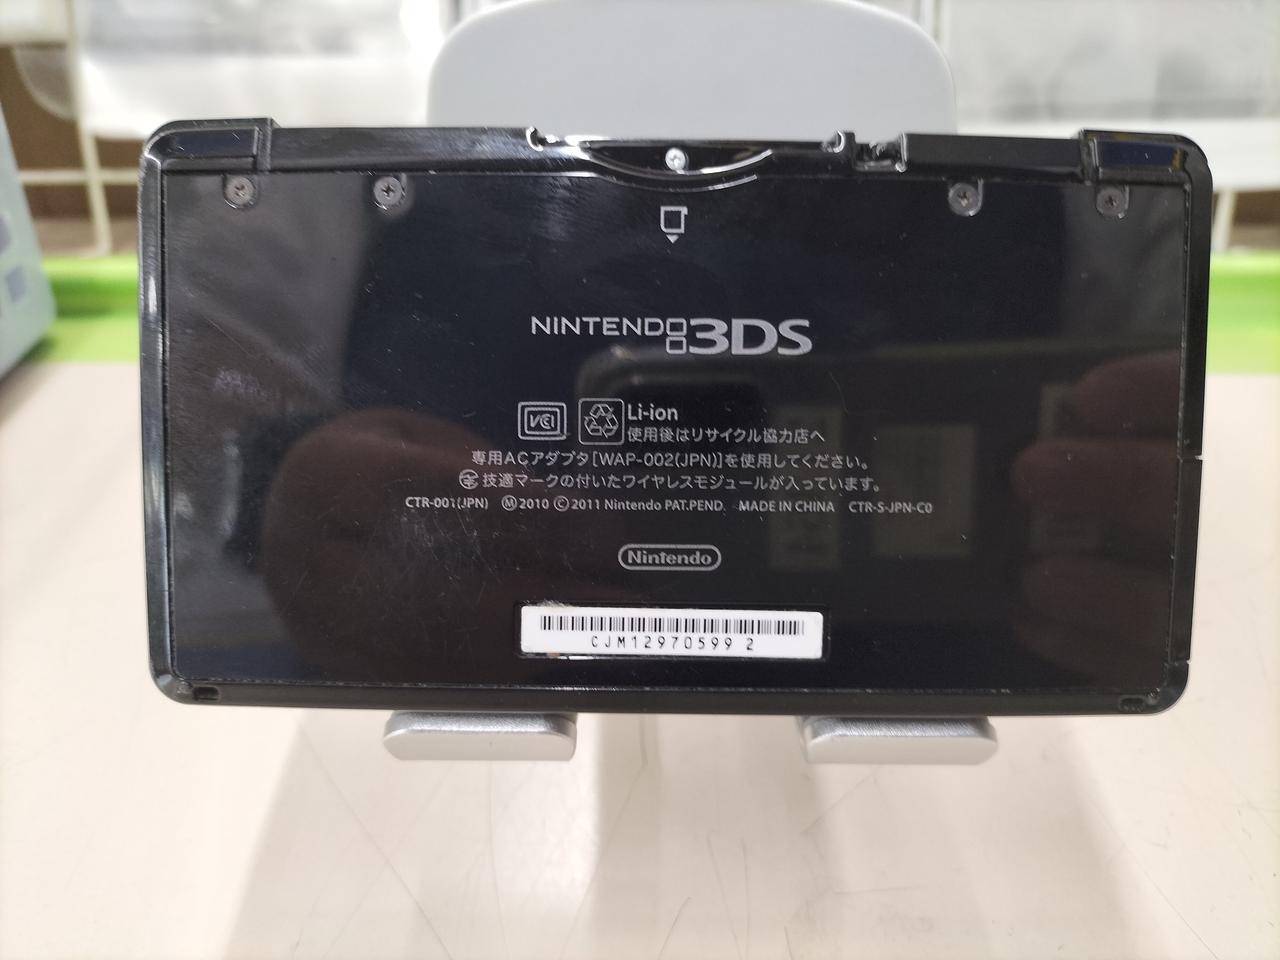 NINTENDO 3DS
VCI
Li-ion
使用後はリサイクル協力店へ
専用ACアダプタ[WAP-002(JPN)]を使用してください。
技適マークの付いたワイヤレスモジュールが入っています。
CTR-001(JPN) Ⓜ2010 ©2011 Nintendo PAT.PEND. MADE IN CHINA CTR-S-JPN-C0
Nintendo
CJM12970599 2